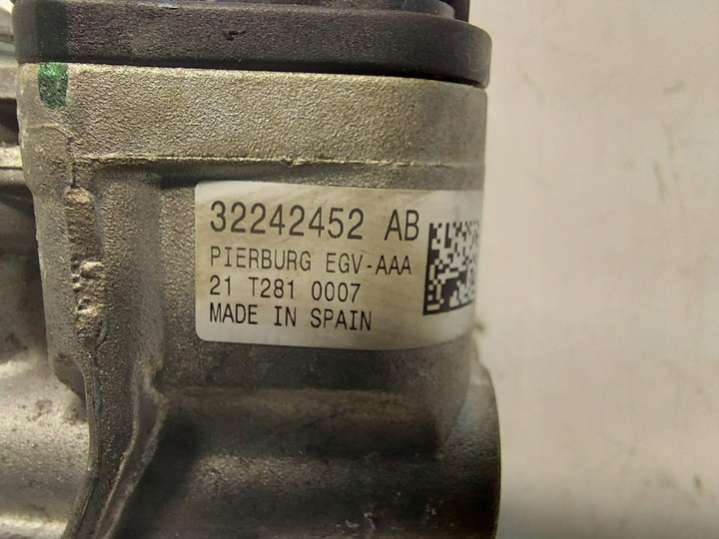 32242452 AB
PIERBURG EGV-AAA
21 T281 0007
MADE IN SPAIN